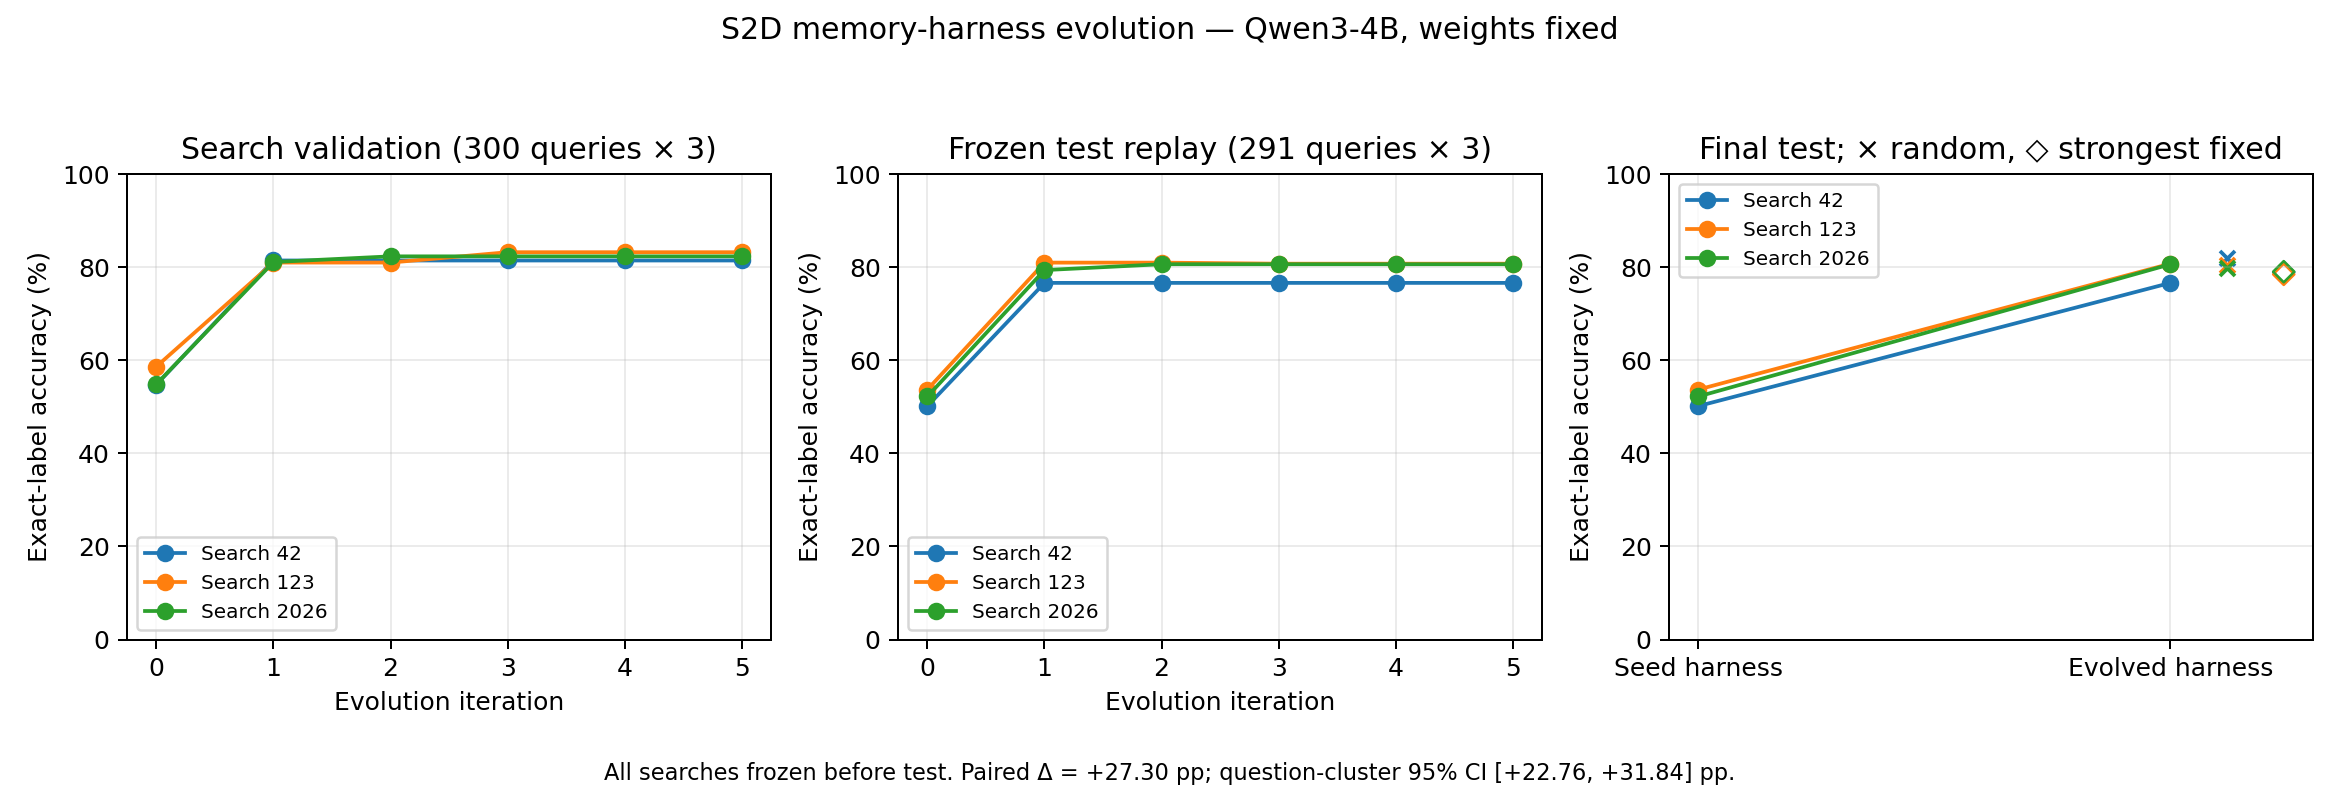 S2D memory-harness evolution — Qwen3-4B, weights fixed
Search validation (300 queries × 3)
Exact-label accuracy (%)
100
80
60
40
20
0
0 1 2 3 4 5
Evolution iteration
Search 42
Search 123
Search 2026
Frozen test replay (291 queries × 3)
Exact-label accuracy (%)
100
80
60
40
20
0
0 1 2 3 4 5
Evolution iteration
Search 42
Search 123
Search 2026
Final test; × random, ◇ strongest fixed
Exact-label accuracy (%)
100
80
60
40
20
0
Seed harness Evolved harness
Search 42
Search 123
Search 2026
All searches frozen before test. Paired Δ = +27.30 pp; question-cluster 95% CI [+22.76, +31.84] pp.